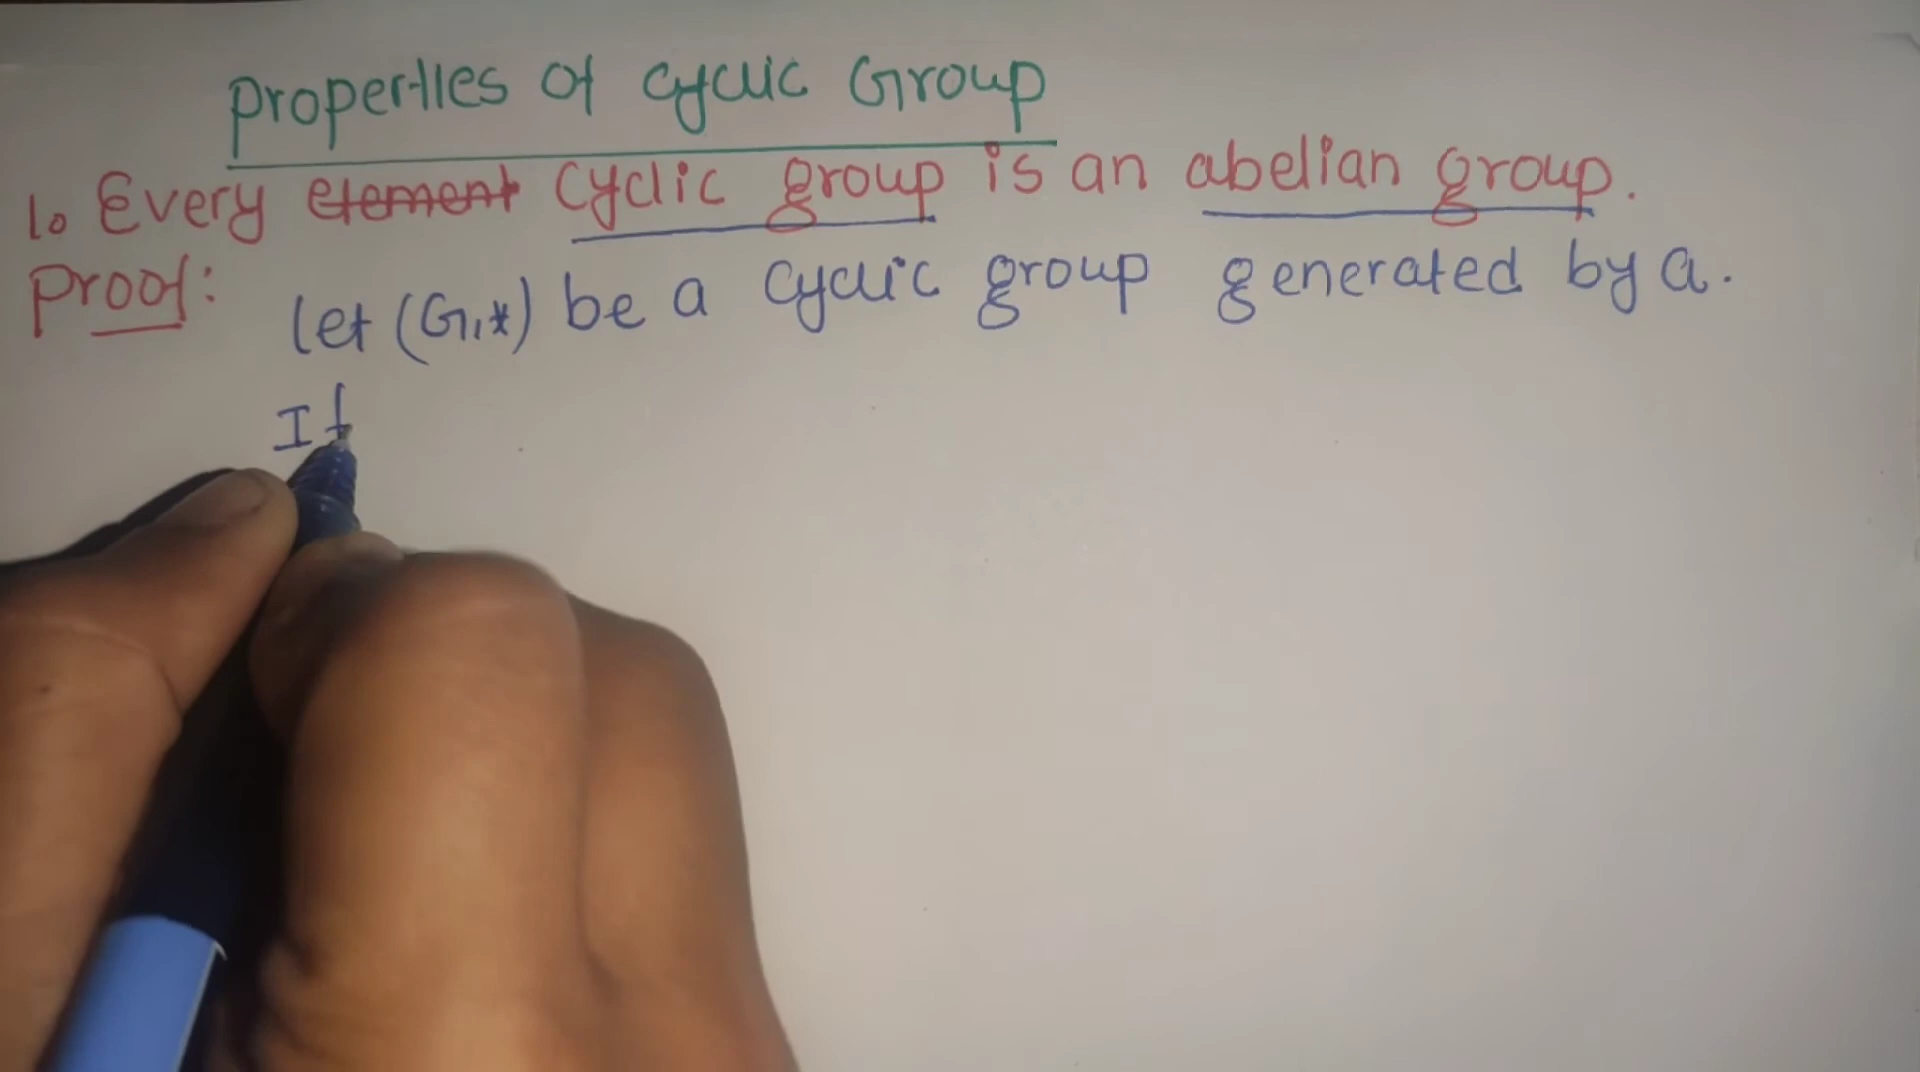 Properties of Cyclic Group
1. Every element Cyclic group is an abelian group.
Proof: let (G,*) be a Cyclic group generated by a.
If